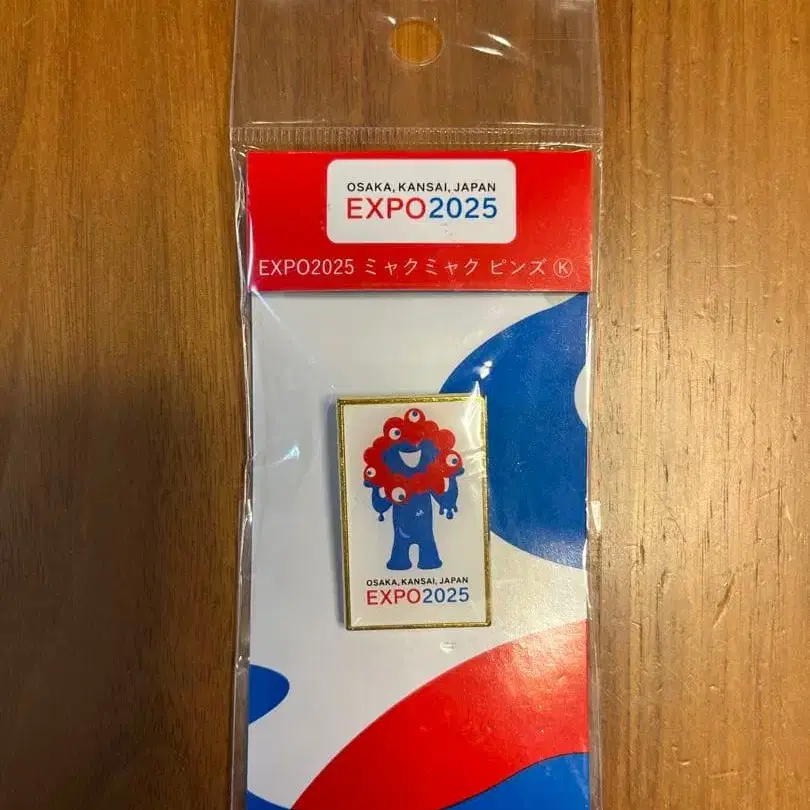 OSAKA, KANSAI, JAPAN
EXPO2025
EXPO2025 ミャクミャク ピンズ Ⓚ
OSAKA, KANSAI, JAPAN
EXPO2025